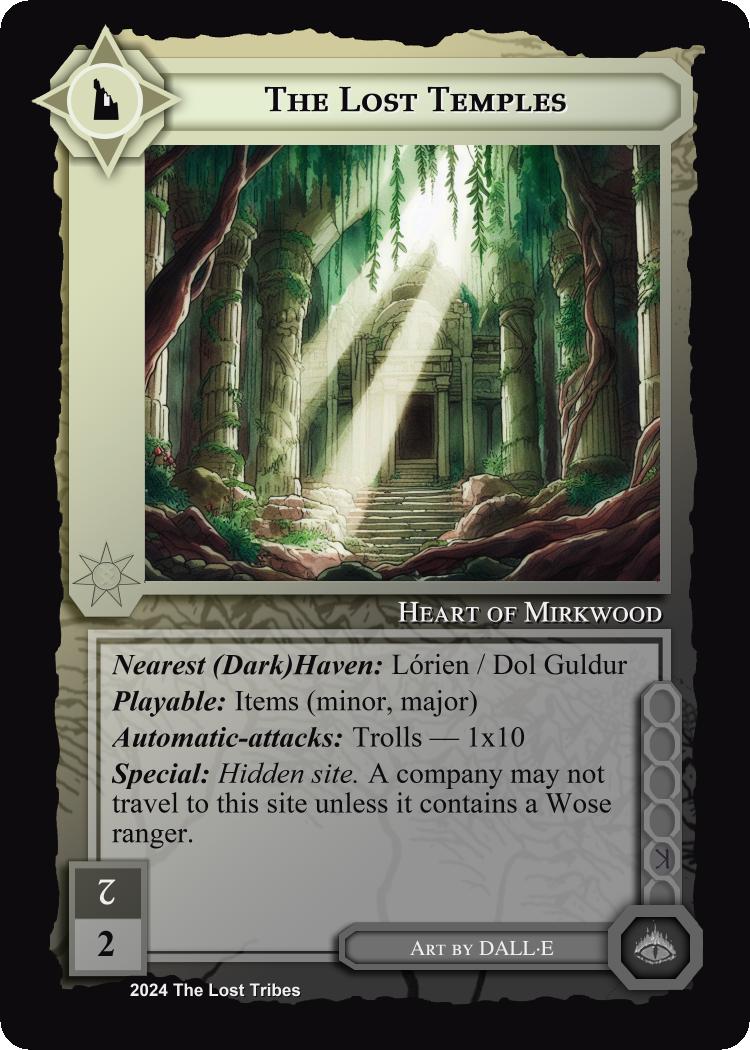 The Lost Temples
Heart of Mirkwood
Nearest (Dark)Haven: Lórien / Dol Guldur
Playable: Items (minor, major)
Automatic-attacks: Trolls — 1x10
Special: Hidden site. A company may not
travel to this site unless it contains a Wose
ranger.
K
2
2
Art by DALL·E
2024 The Lost Tribes